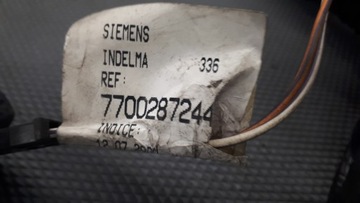 SIEMENS
INDELMA 336
REF:
7700287244
INDICE: